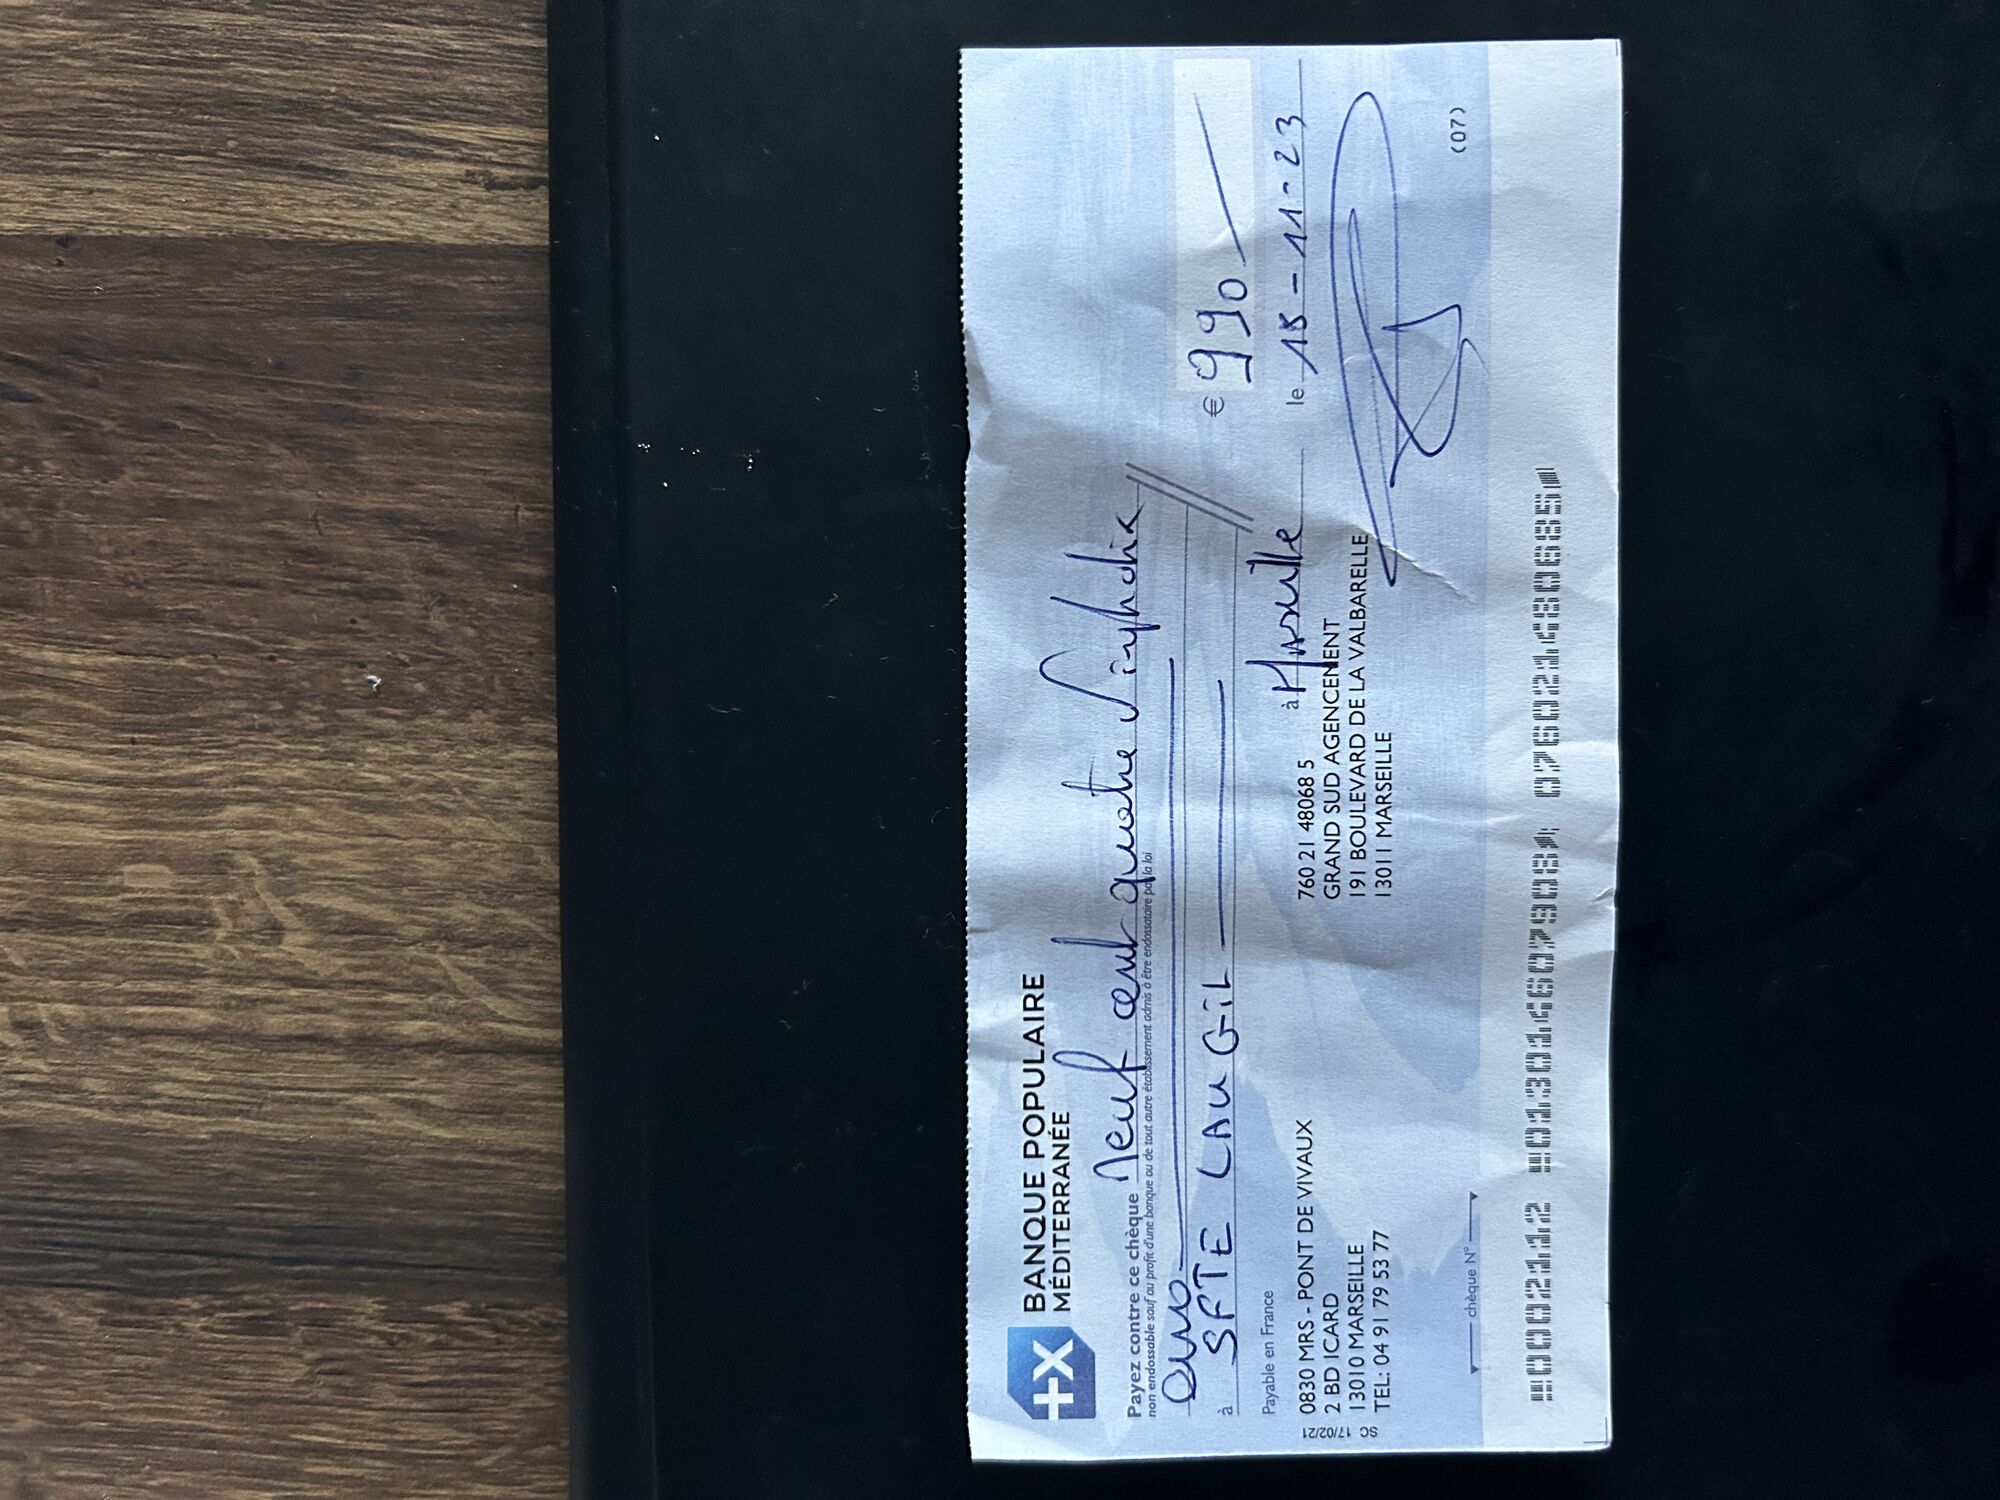 BANQUE POPULAIRE
MÉDITERRANÉE
Payez contre ce chèque neuf cent quatre vingt dix
non endossable sauf au profit d'une banque ou de tout autre établissement admis à être endossataire par la loi
euro
€ 990
à SFTE LAUGIL
Payable en France
à Marseille le 18-11-23
0830 MRS - PONT DE VIVAUX
2 BD ICARD
13010 MARSEILLE
TEL: 04 91 79 53 77
760 21 48068 5
GRAND SUD AGENCEMENT
191 BOULEVARD DE LA VALBARELLE
13011 MARSEILLE
SC 17/02/21
chèque N°
(07)
0002112 013014607908 076021480685